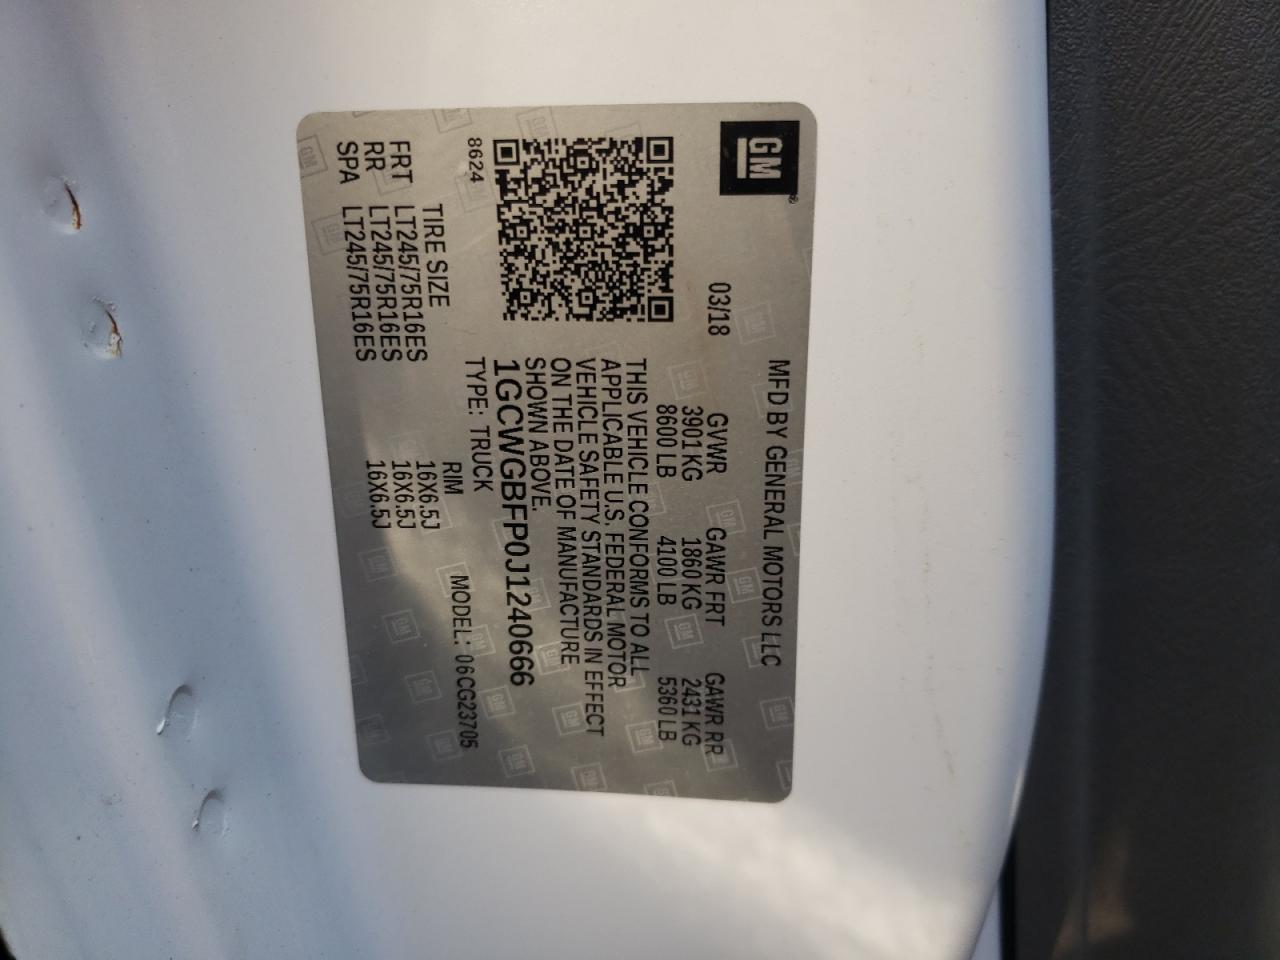 GM®
MFD BY GENERAL MOTORS LLC
03/18 GVWR GAWR FRT GAWR RR
3901 KG 1860 KG 2431 KG
8600 LB 4100 LB 5360 LB
THIS VEHICLE CONFORMS TO ALL
APPLICABLE U.S. FEDERAL MOTOR
VEHICLE SAFETY STANDARDS IN EFFECT
ON THE DATE OF MANUFACTURE
SHOWN ABOVE.
1GCWGBFP0J1240666
8624 TYPE: TRUCK MODEL: 06CG23705
TIRE SIZE RIM
FRT LT245/75R16ES 16X6.5J
RR LT245/75R16ES 16X6.5J
SPA LT245/75R16ES 16X6.5J